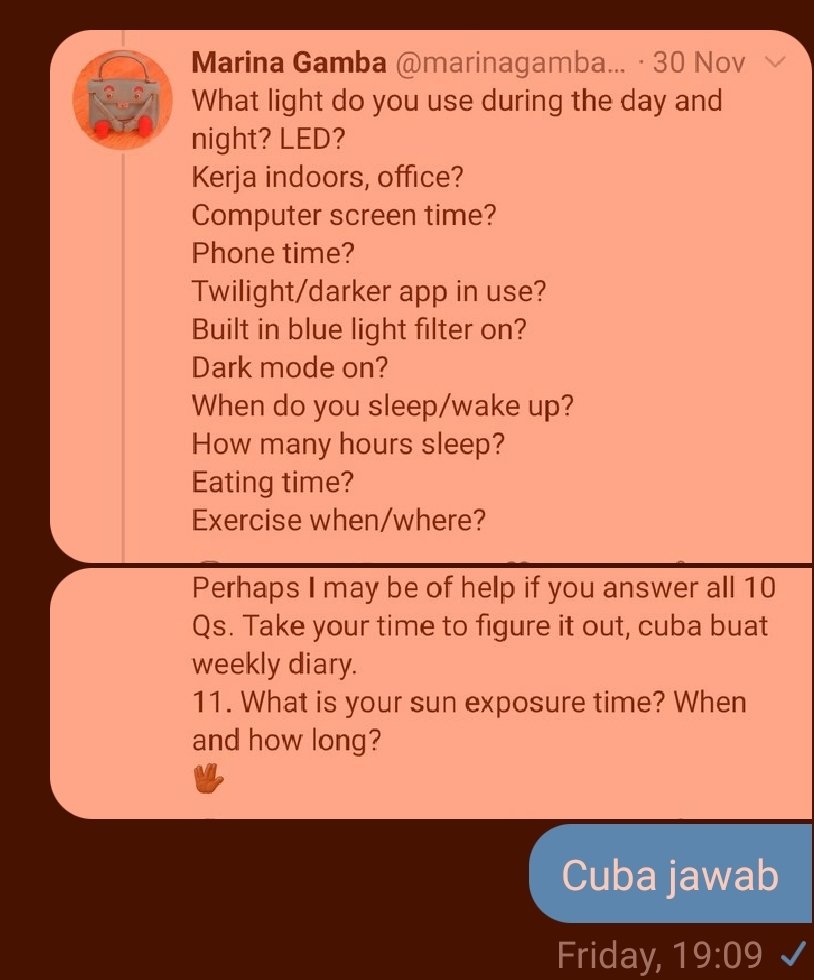 Marina Gamba @marinagamba... · 30 Nov
What light do you use during the day and
night? LED?
Kerja indoors, office?
Computer screen time?
Phone time?
Twilight/darker app in use?
Built in blue light filter on?
Dark mode on?
When do you sleep/wake up?
How many hours sleep?
Eating time?
Exercise when/where?
Perhaps I may be of help if you answer all 10
Qs. Take your time to figure it out, cuba buat
weekly diary.
11. What is your sun exposure time? When
and how long?
🖖🏾
Cuba jawab
Friday, 19:09 ✓